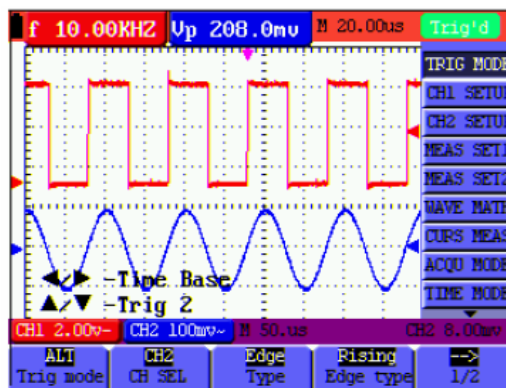 f 10.00KHZ Vp 208.0mv M 20.00us Trig'd
TRIG MODE
CH1 SETUP
CH2 SETUP
MEAS SET1
MEAS SET2
WAVE MATH
CURS MEAS
ACQU MODE
TIME MODE
◀/▶ -Time Base
▲/▼ -Trig 2
CH1 2.00v- CH2 100mv~ M 50.us CH2 8.00mv
ALT CH2 Edge Rising -->
Trig mode CH SEL Type Edge type 1/2